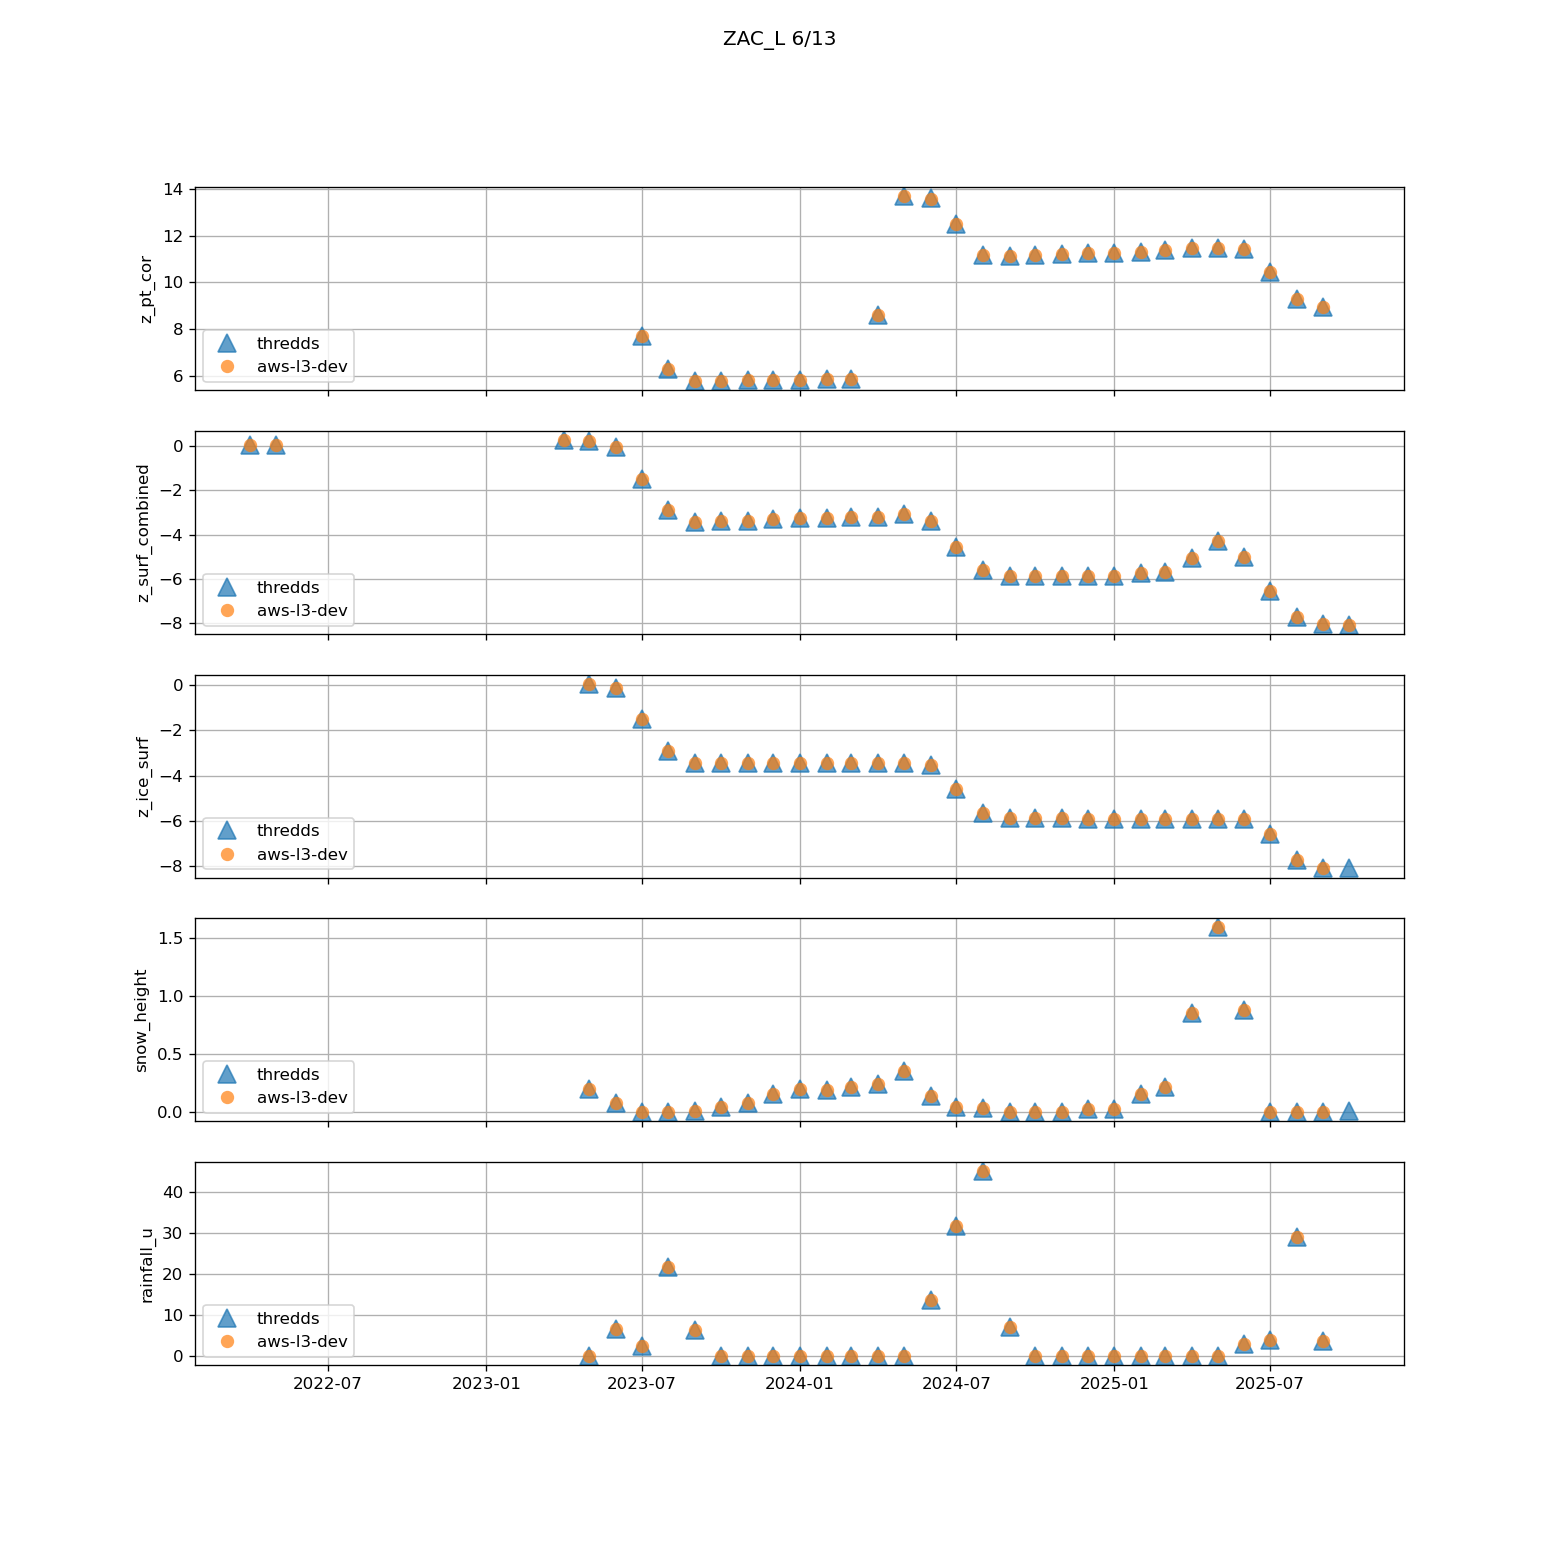 ZAC_L 6/13
z_pt_cor
14
12
10
8
6
thredds
aws-l3-dev
z_surf_combined
0
−2
−4
−6
−8
thredds
aws-l3-dev
z_ice_surf
0
−2
−4
−6
−8
thredds
aws-l3-dev
snow_height
1.5
1.0
0.5
0.0
thredds
aws-l3-dev
rainfall_u
40
30
20
10
0
thredds
aws-l3-dev
2022-07 2023-01 2023-07 2024-01 2024-07 2025-01 2025-07